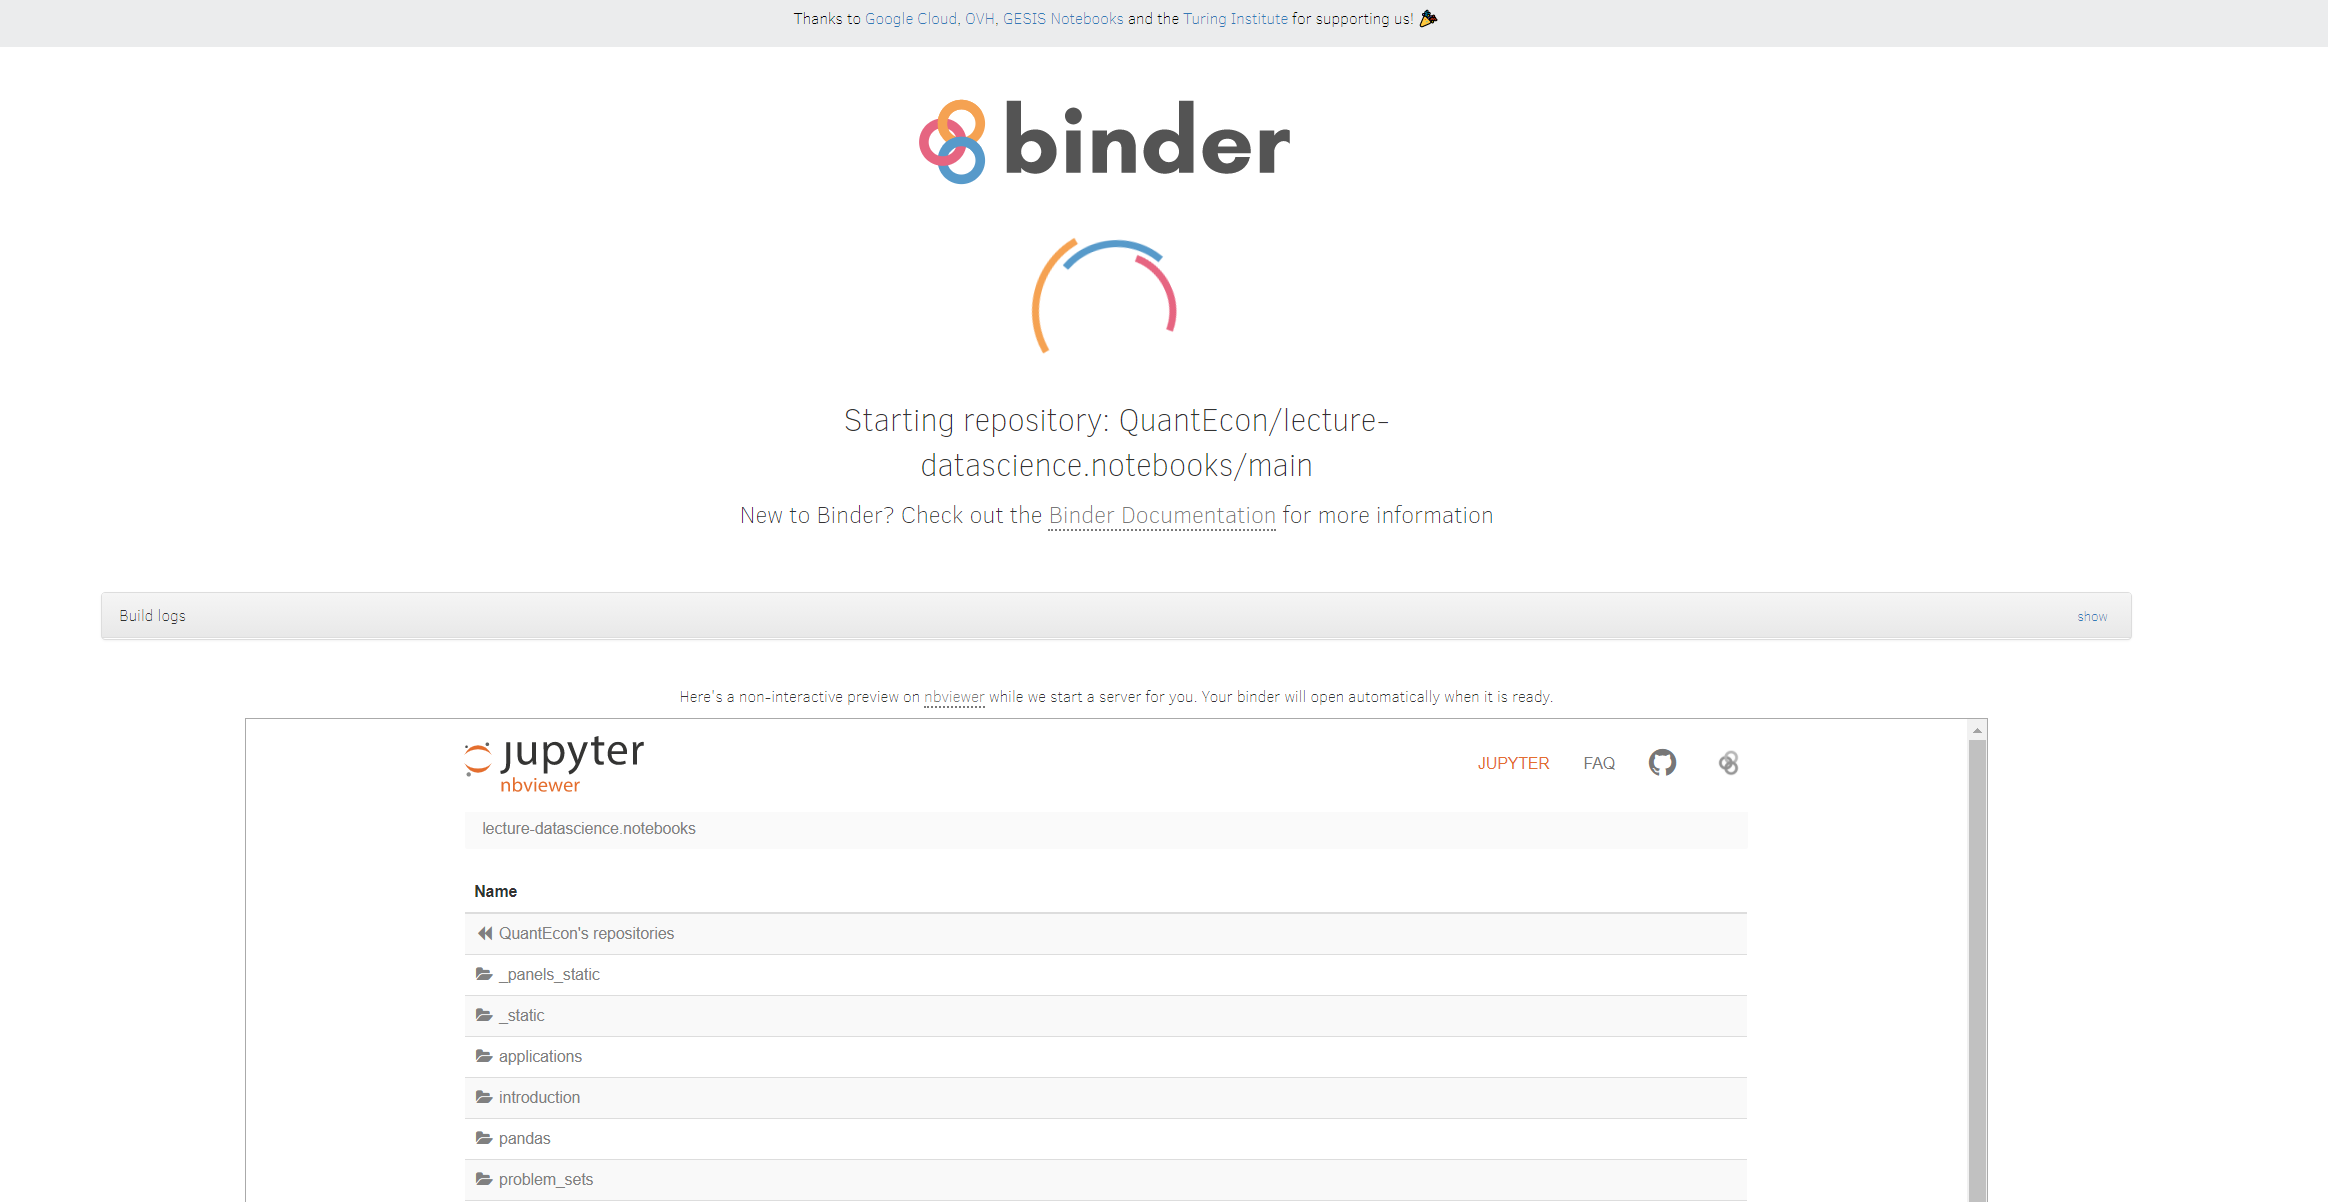 Thanks to Google Cloud, OVH, GESIS Notebooks and the Turing Institute for supporting us! 🎉
binder
Starting repository: QuantEcon/lecture-
datascience.notebooks/main
New to Binder? Check out the Binder Documentation for more information
Build logs
show
Here's a non-interactive preview on nbviewer while we start a server for you. Your binder will open automatically when it is ready.
jupyter
nbviewer
JUPYTER
FAQ
lecture-datascience.notebooks
Name
QuantEcon's repositories
_panels_static
_static
applications
introduction
pandas
problem_sets